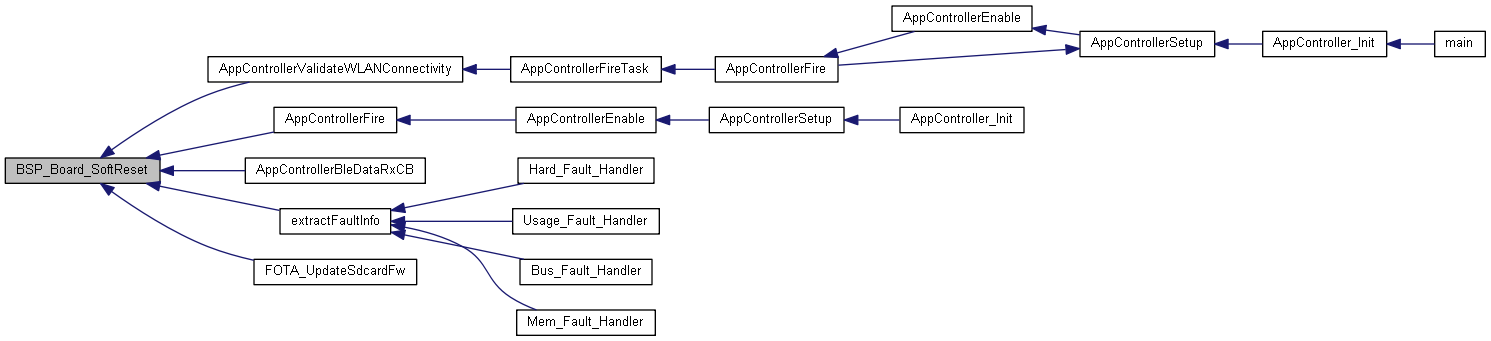 AppControllerEnable
AppControllerSetup
AppController_Init
main
AppControllerValidateWLANConnectivity
AppControllerFireTask
AppControllerFire
AppControllerFire
AppControllerEnable
AppControllerSetup
AppController_Init
BSP_Board_SoftReset
AppControllerBleDataRxCB
Hard_Fault_Handler
extractFaultInfo
Usage_Fault_Handler
FOTA_UpdateSdcardFw
Bus_Fault_Handler
Mem_Fault_Handler